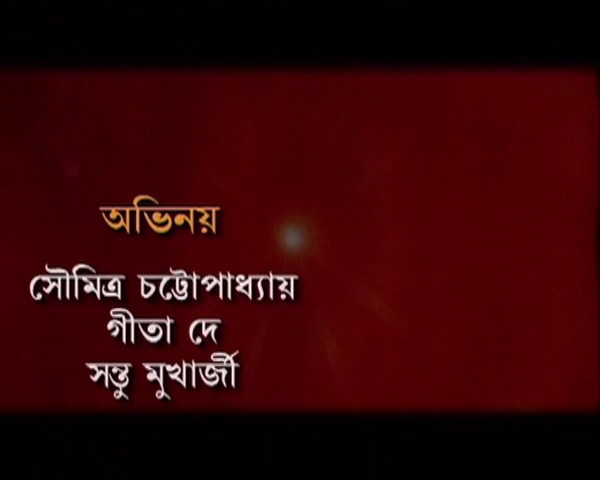 অভিনয়
সৌমিত্র চট্টোপাধ্যায়
গীতা দে
সন্তু মুখার্জী